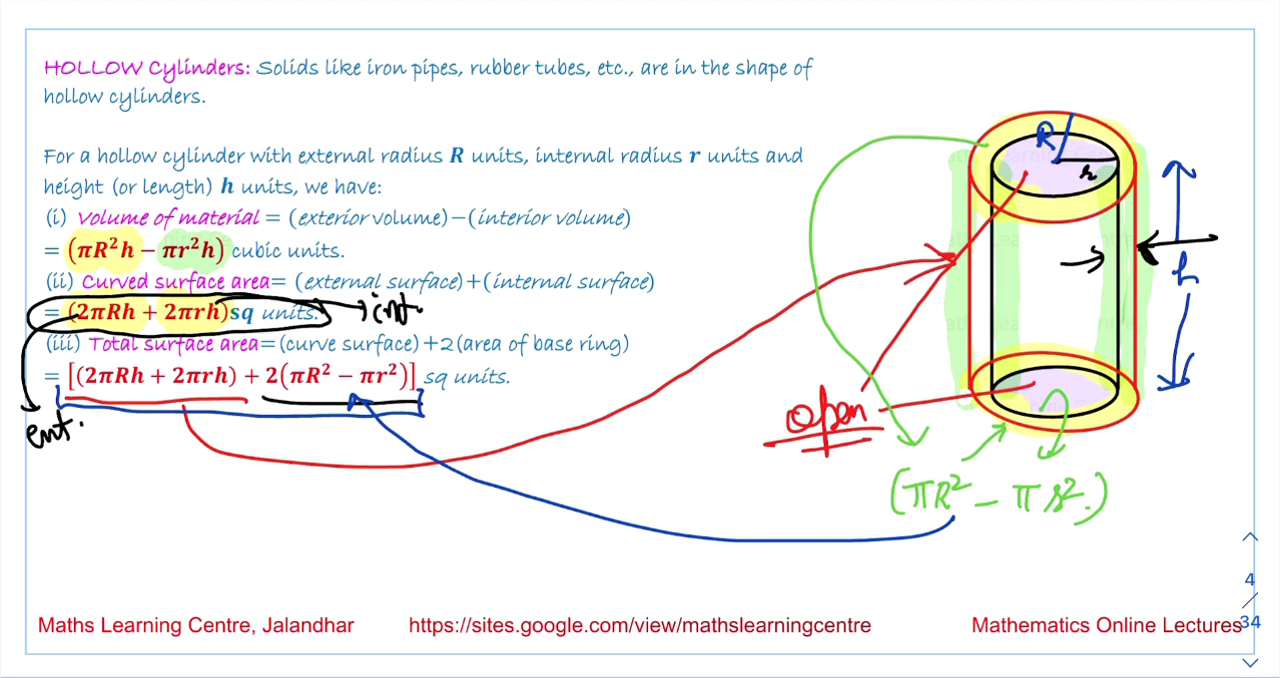 HOLLOW Cylinders: Solids like iron pipes, rubber tubes, etc., are in the shape of
hollow cylinders.
For a hollow cylinder with external radius R units, internal radius r units and
height (or length) h units, we have:
(i) Volume of material = (exterior volume)−(interior volume)
= (πR²h − πr²h) cubic units.
(ii) Curved surface area= (external surface)+(internal surface)
= (2πRh + 2πrh)sq units. int.
(iii) Total surface area=(curve surface)+2(area of base ring)
= [(2πRh + 2πrh) + 2(πR² − πr²)] sq units.
ent.
R
r
h
open
(πR² − πr².)
4
/
34
Maths Learning Centre, Jalandhar https://sites.google.com/view/mathslearningcentre Mathematics Online Lectures